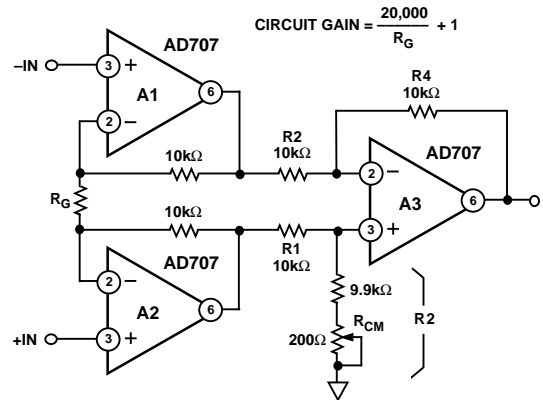 CIRCUIT GAIN = 20,000 / R_G + 1
AD707
–IN
3 +
A1
6
2 –
R4
10kΩ
10kΩ
R2
10kΩ
AD707
2 –
A3
6
3 +
R_G
10kΩ
R1
10kΩ
AD707
2 –
A2
6
+IN
3 +
9.9kΩ
R_CM
200Ω
R2